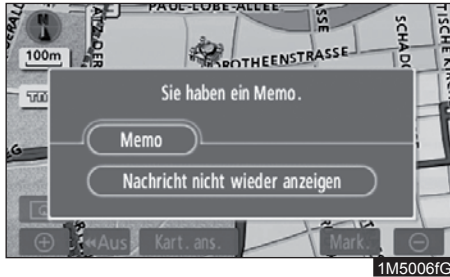 PAUL-LÖBE-ALLEE
100m
DOROTHEENSTRASSE
Sie haben ein Memo.
Memo
Nachricht nicht wieder anzeigen
Aus
Kart. ans.
Mark.
1M5006fG